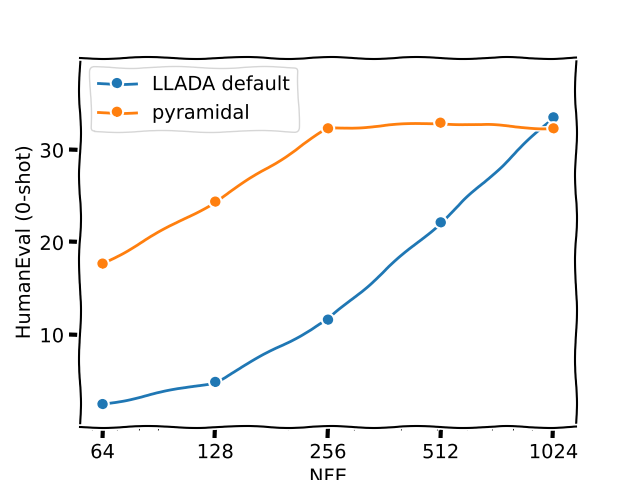 LLADA default
pyramidal
HumanEval (0-shot)
30
20
10
64 128 256 512 1024
NFE